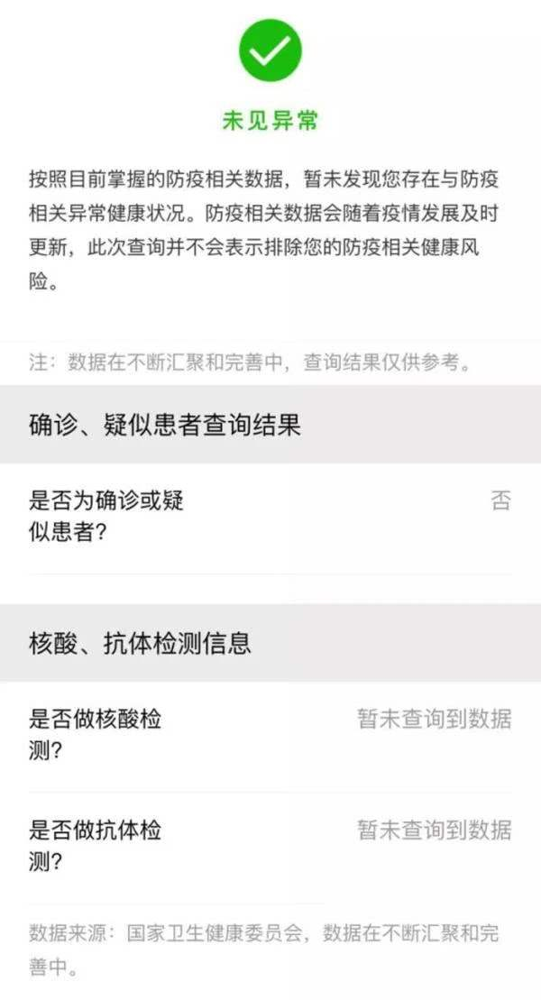 未见异常
按照目前掌握的防疫相关数据，暂未发现您存在与防疫
相关异常健康状况。防疫相关数据会随着疫情发展及时
更新，此次查询并不会表示排除您的防疫相关健康风
险。
注：数据在不断汇聚和完善中，查询结果仅供参考。
确诊、疑似患者查询结果
是否为确诊或疑 否
似患者?
核酸、抗体检测信息
是否做核酸检 暂未查询到数据
测?
是否做抗体检 暂未查询到数据
测?
数据来源：国家卫生健康委员会，数据在不断汇聚和完
善中。